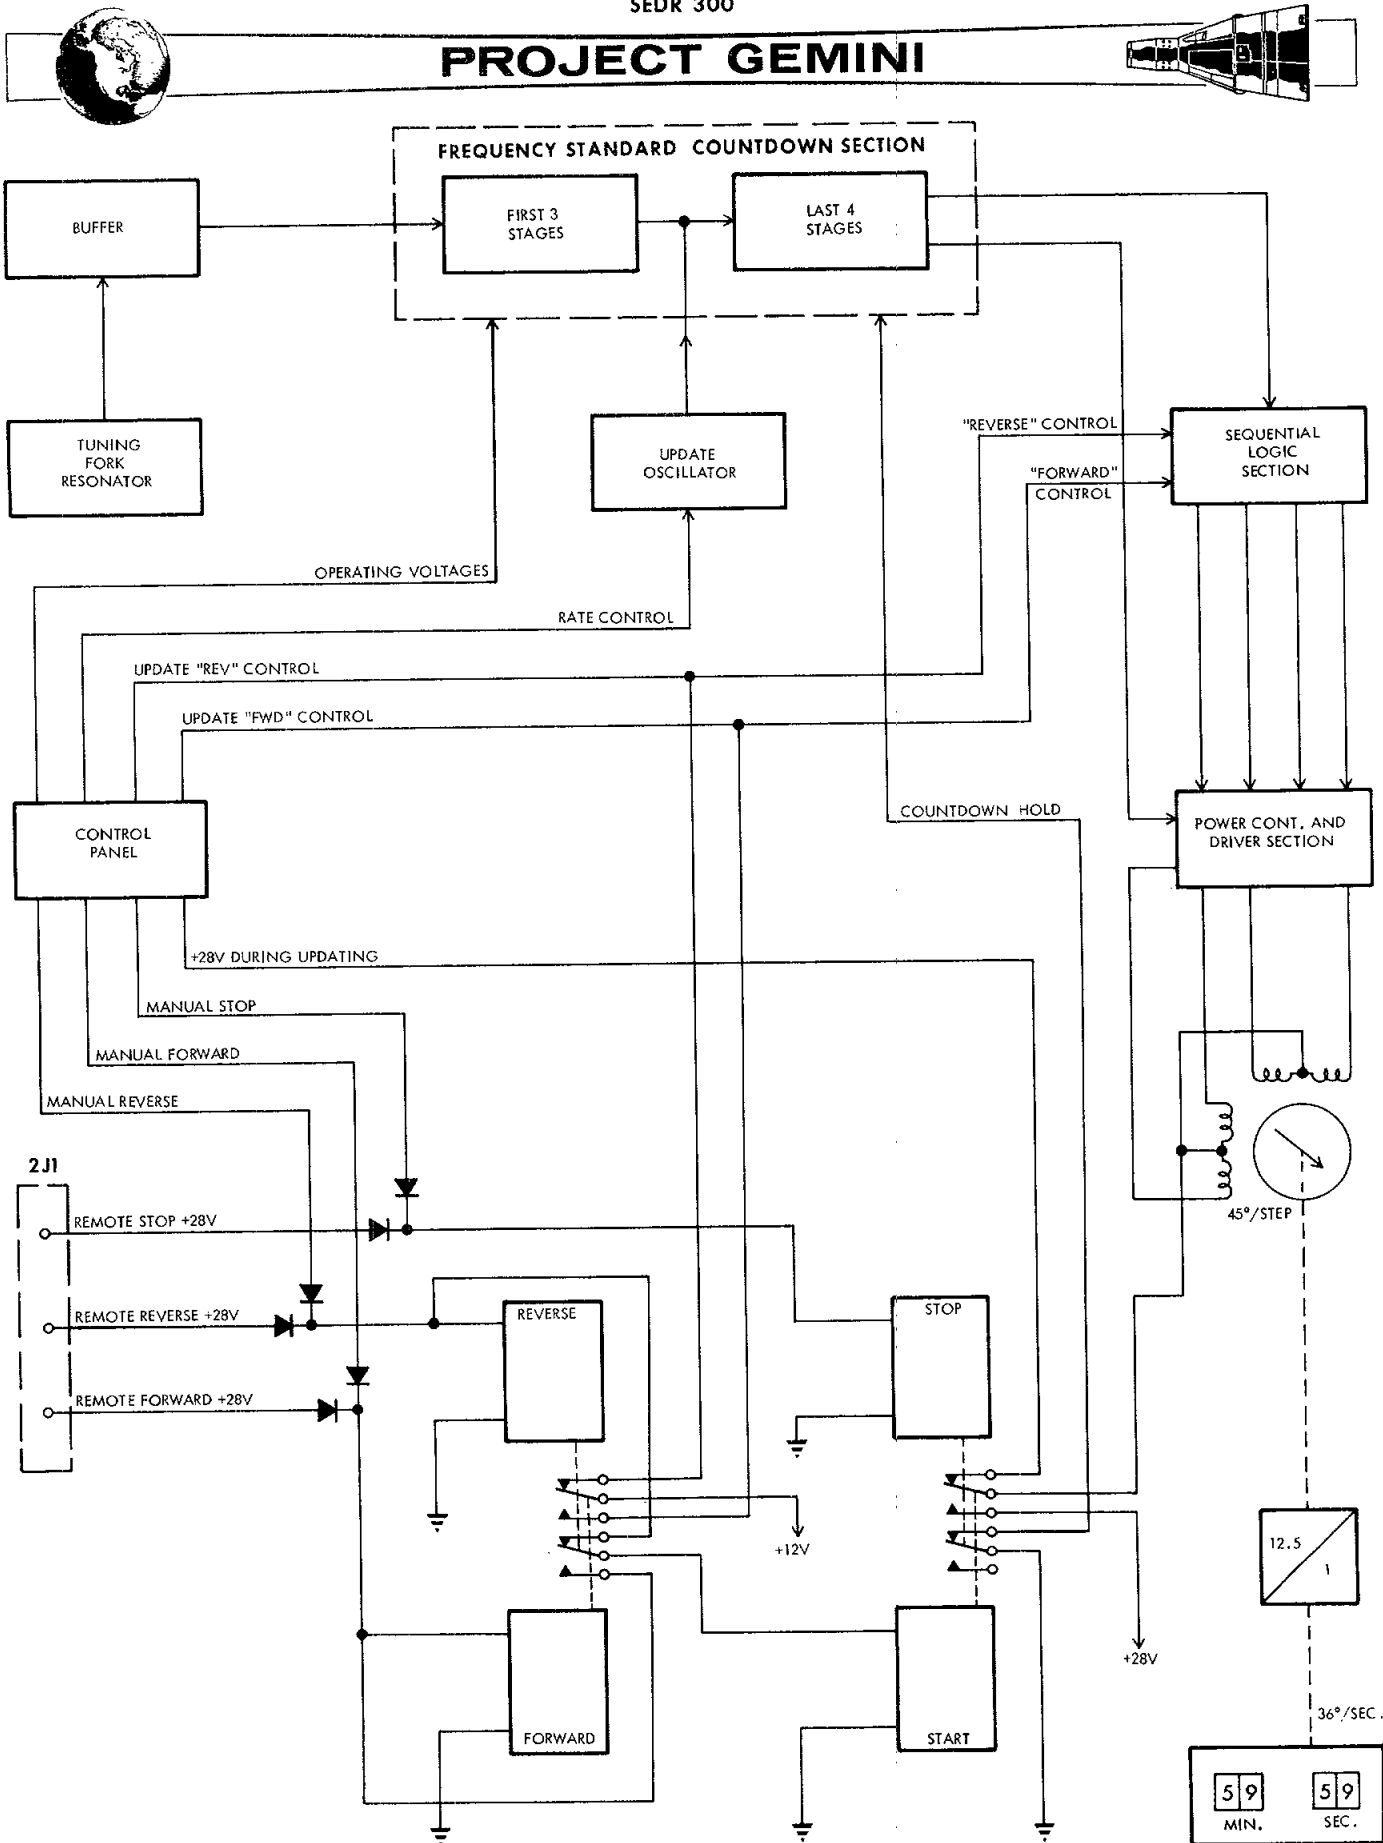 SEDR 300
PROJECT GEMINI
FREQUENCY STANDARD COUNTDOWN SECTION
BUFFER
FIRST 3
STAGES
LAST 4
STAGES
TUNING
FORK
RESONATOR
UPDATE
OSCILLATOR
"REVERSE" CONTROL
"FORWARD"
CONTROL
SEQUENTIAL
LOGIC
SECTION
OPERATING VOLTAGES
RATE CONTROL
UPDATE "REV" CONTROL
UPDATE "FWD" CONTROL
CONTROL
PANEL
COUNTDOWN HOLD
POWER CONT. AND
DRIVER SECTION
+28V DURING UPDATING
MANUAL STOP
MANUAL FORWARD
MANUAL REVERSE
2J1
REMOTE STOP +28V
45°/STEP
REMOTE REVERSE +28V
REVERSE
STOP
REMOTE FORWARD +28V
+12V
12.5
1
+28V
FORWARD
START
36°/SEC.
5 9
5 9
MIN.
SEC.